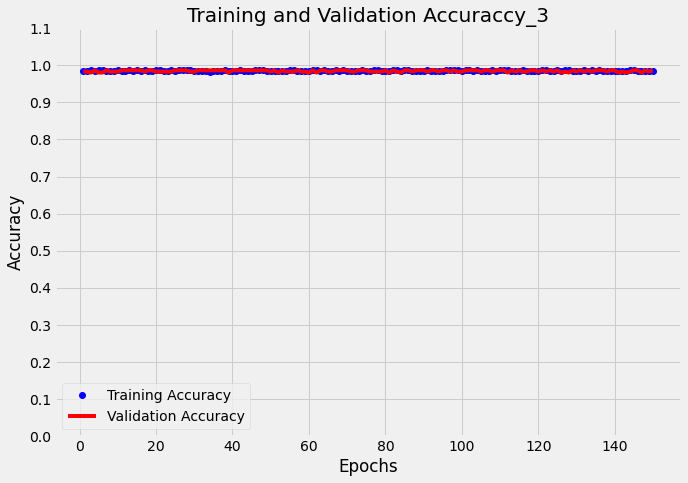 Training and Validation Accuraccy_3
1.1
1.0
0.9
0.8
0.7
0.6
0.5
0.4
0.3
0.2
0.1
0.0
Accuracy
Training Accuracy
Validation Accuracy
0 20 40 60 80 100 120 140
Epochs